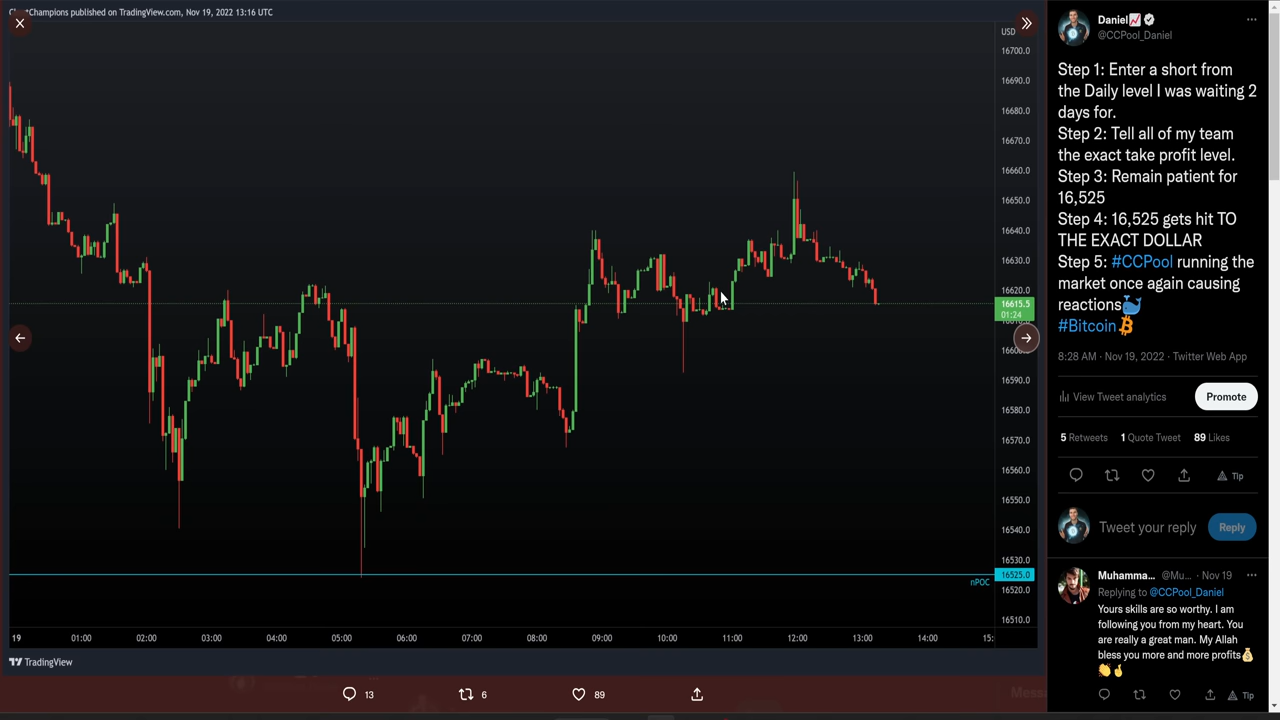 Champions published on TradingView.com, Nov 19, 2022 13:16 UTC
USD
16700.0
16690.0
16680.0
16670.0
16660.0
16650.0
16640.0
16630.0
16620.0
16615.5
01:24
16590.0
16580.0
16570.0
16560.0
16550.0
16540.0
16530.0
16525.0
nPOC
16520.0
16510.0
19 01:00 02:00 03:00 04:00 05:00 06:00 07:00 08:00 09:00 10:00 11:00 12:00 13:00 14:00 15:
TradingView
13 6 89
Daniel
@CCPool_Daniel
Step 1: Enter a short from
the Daily level I was waiting 2
days for.
Step 2: Tell all of my team
the exact take profit level.
Step 3: Remain patient for
16,525
Step 4: 16,525 gets hit TO
THE EXACT DOLLAR
Step 5: #CCPool running the
market once again causing
reactions🐳
#Bitcoin
8:28 AM · Nov 19, 2022 · Twitter Web App
View Tweet analytics
Promote
5 Retweets 1 Quote Tweet 89 Likes
Tip
Tweet your reply
Reply
Muhamma... @Mu... · Nov 19
Replying to @CCPool_Daniel
Yours skills are so worthy. I am
following you from my heart. You
are really a great man. My Allah
bless you more and more profits💰
👏🤞
Tip